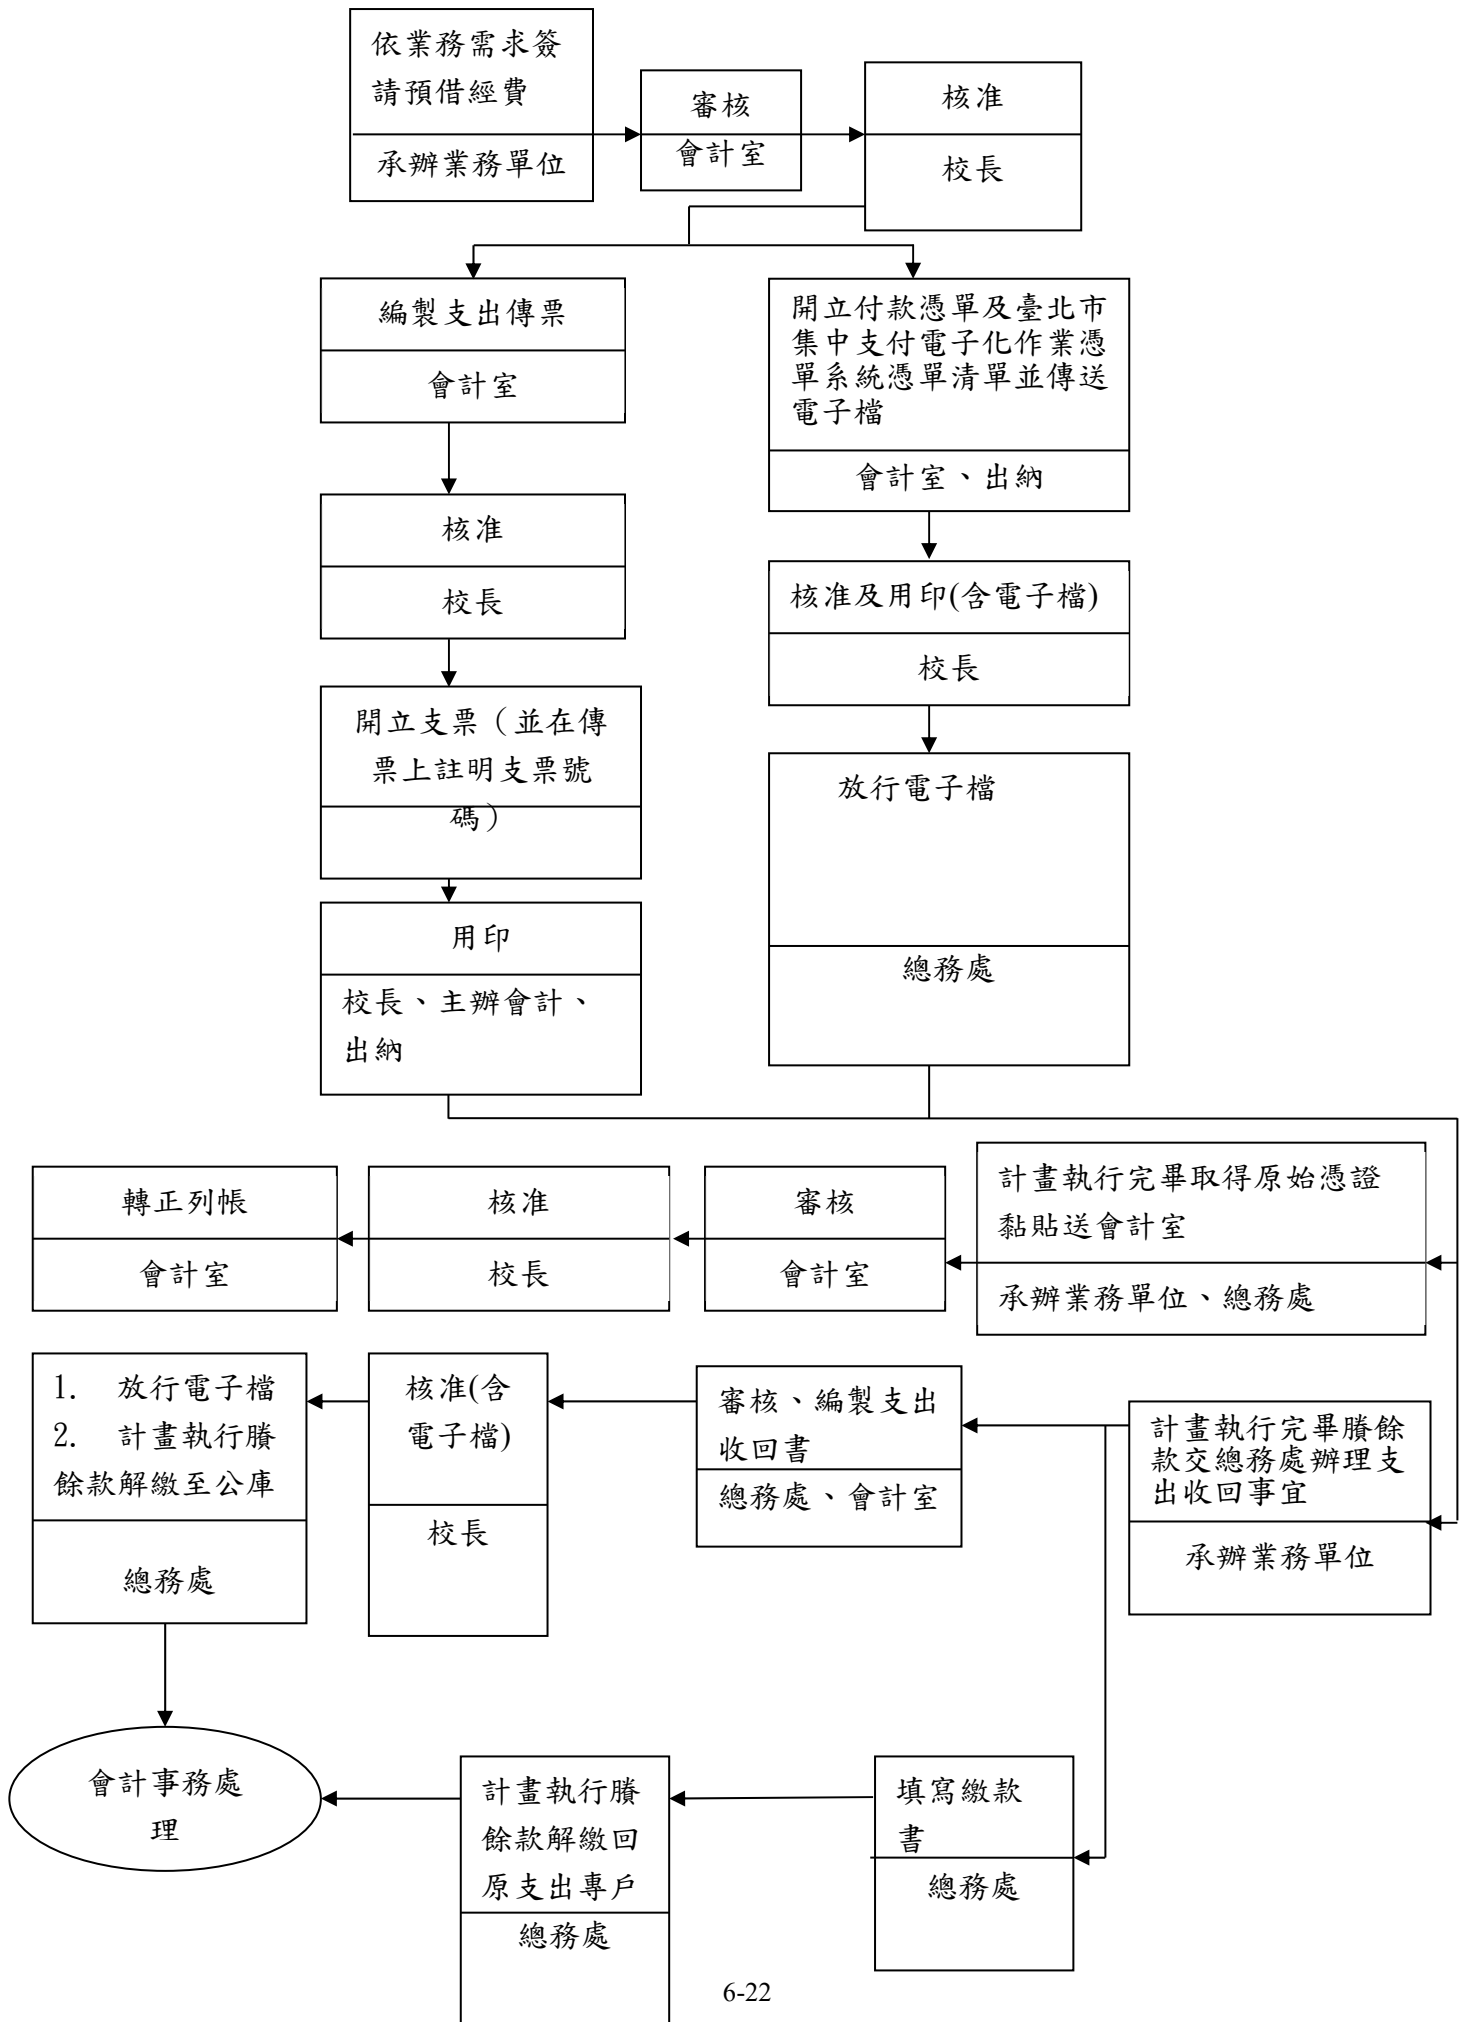 依業務需求簽
請預借經費
承辦業務單位
審核
會計室
核准
校長
編製支出傳票
會計室
開立付款憑單及臺北市
集中支付電子化作業憑
單系統憑單清單並傳送
電子檔
會計室、出納
核准
校長
核准及用印(含電子檔)
校長
開立支票（並在傳
票上註明支票號
碼）
放行電子檔
總務處
用印
校長、主辦會計、
出納
計畫執行完畢取得原始憑證
黏貼送會計室
承辦業務單位、總務處
審核
會計室
核准
校長
轉正列帳
會計室
計畫執行完畢賸餘
款交總務處辦理支
出收回事宜
承辦業務單位
審核、編製支出
收回書
總務處、會計室
核准(含
電子檔)
校長
1. 放行電子檔
2. 計畫執行賸
餘款解繳至公庫
總務處
填寫繳款
書
總務處
計畫執行賸
餘款解繳回
原支出專戶
總務處
會計事務處
理
6-22